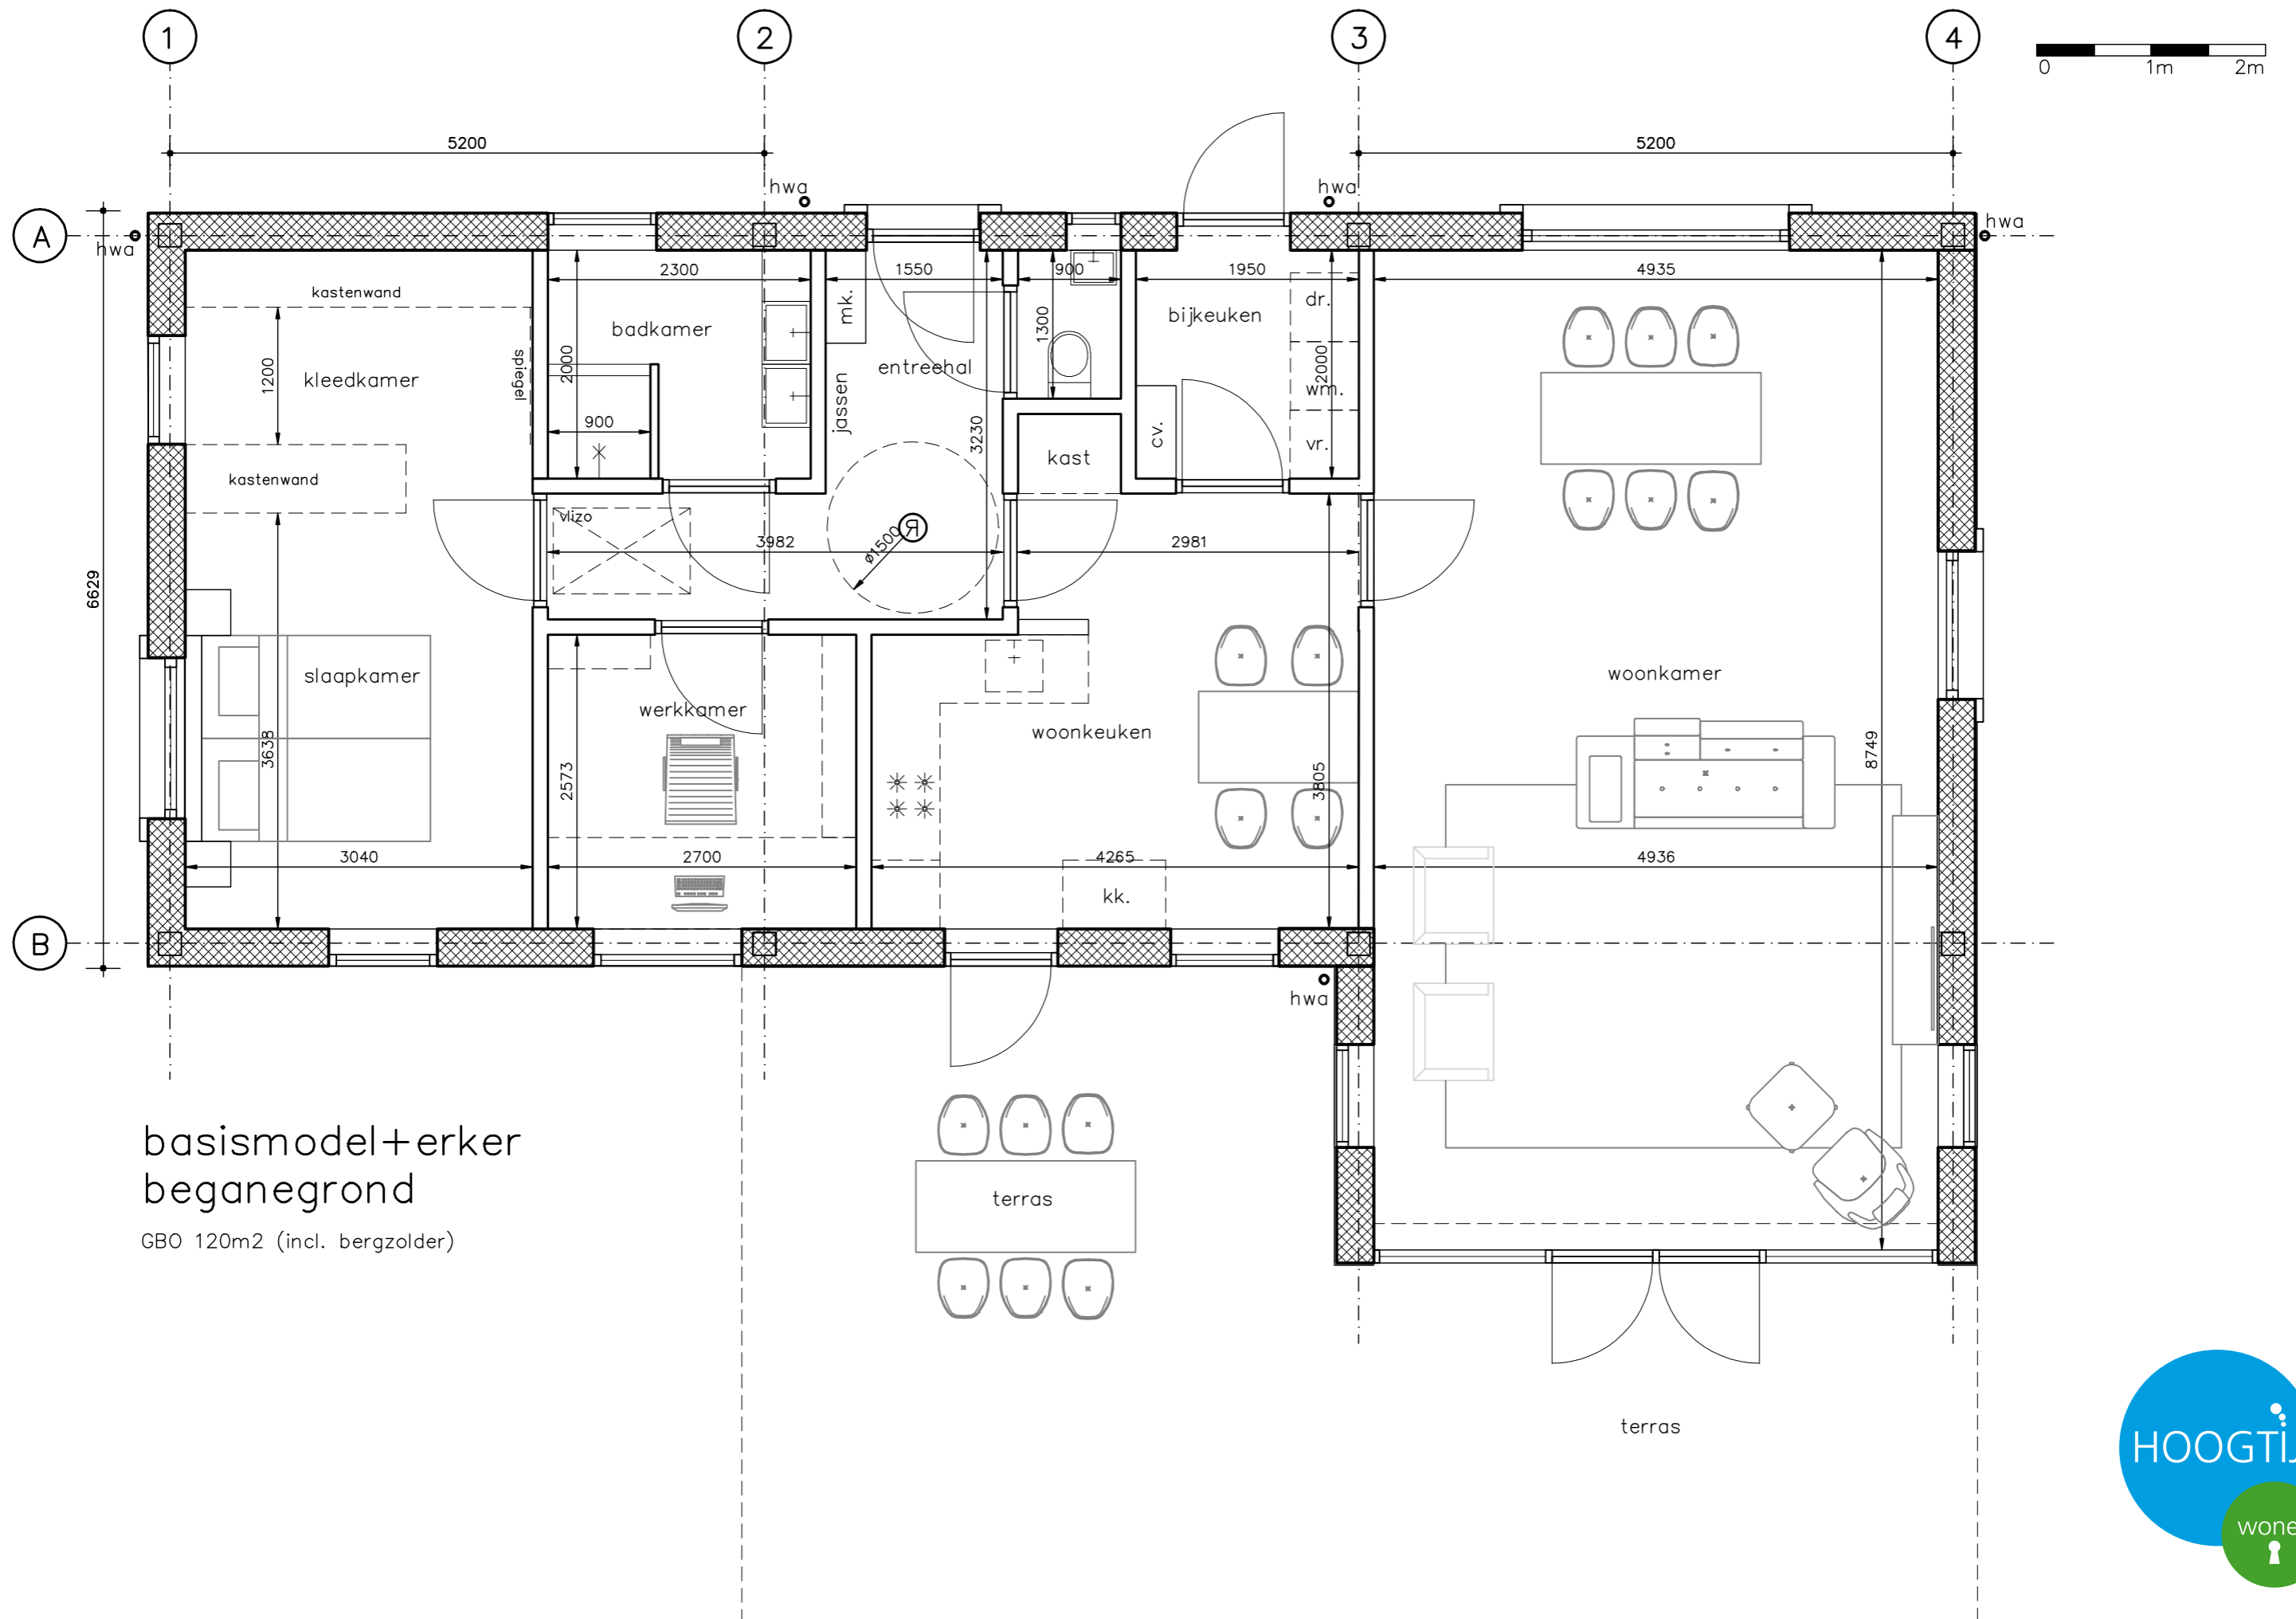 1
2
3
4
0 1m 2m
5200
5200
hwa
hwa
A
hwa
hwa
2300
1550
900
1950
4935
kastenwand
dr.
mk.
bijkeuken
badkamer
1300
2000
2000
entreehal
1200
kleedkamer
spiegel
jassen
wm.
900
3230
cv.
vr.
kast
kastenwand
vlizo
R
ø1500
3982
2981
6629
slaapkamer
woonkamer
werkkamer
woonkeuken
3638
2573
3805
8749
3040
2700
4265
4936
kk.
B
hwa
basismodel+erker
beganegrond
GBO 120m2 (incl. bergzolder)
terras
terras
HOOGTIJ
wone